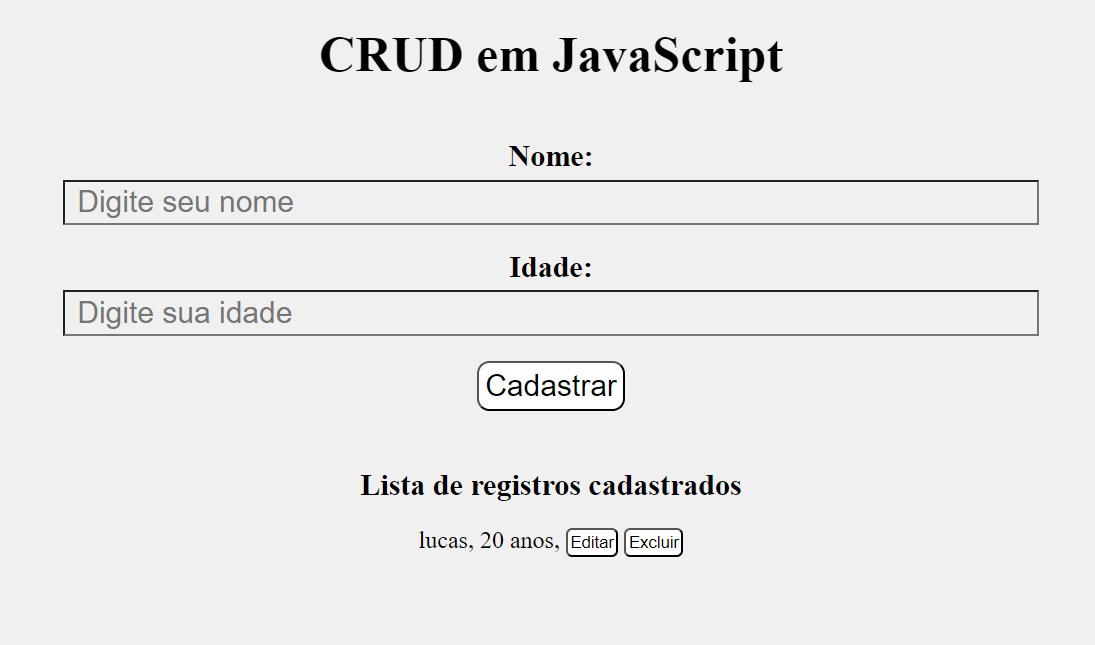 CRUD em JavaScript
Nome:
Digite seu nome
Idade:
Digite sua idade
Cadastrar
Lista de registros cadastrados
lucas, 20 anos, Editar Excluir